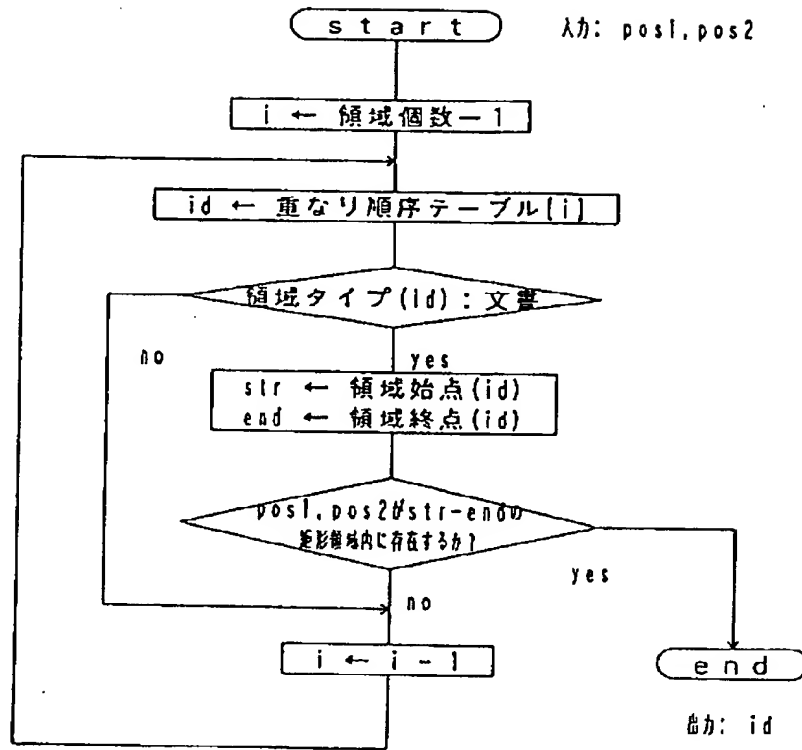 start
入力: pos1,pos2
i ← 領域個数-1
id ← 重なり順序テーブル[i]
領域タイプ(id):文書
no
yes
str ← 領域始点(id)
end ← 領域終点(id)
pos1,pos2がstr-endの
矩形領域内に存在するか?
yes
no
i ← i-1
end
出力: id